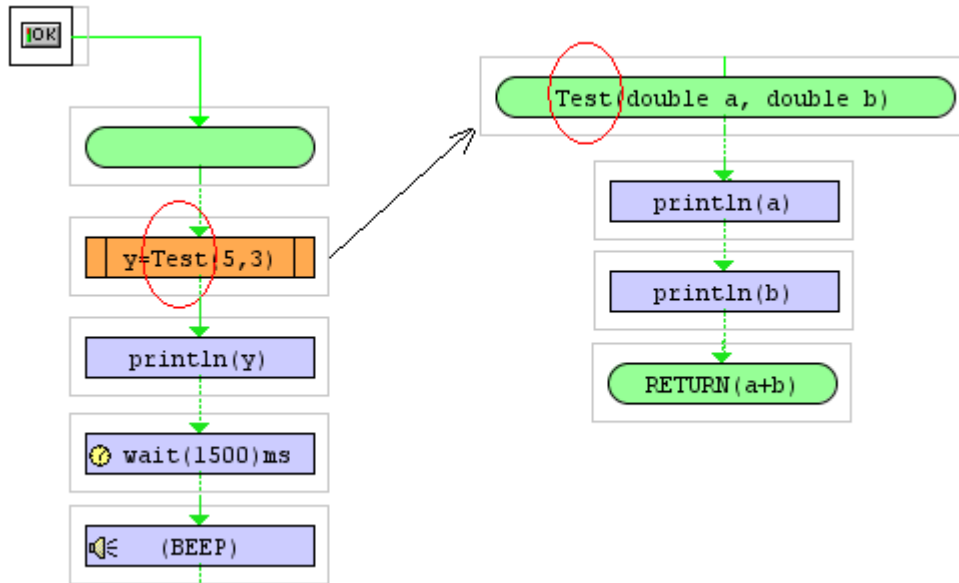 OK
y=Test(5,3)
println(y)
wait(1500)ms
(BEEP)
Test(double a, double b)
println(a)
println(b)
RETURN(a+b)